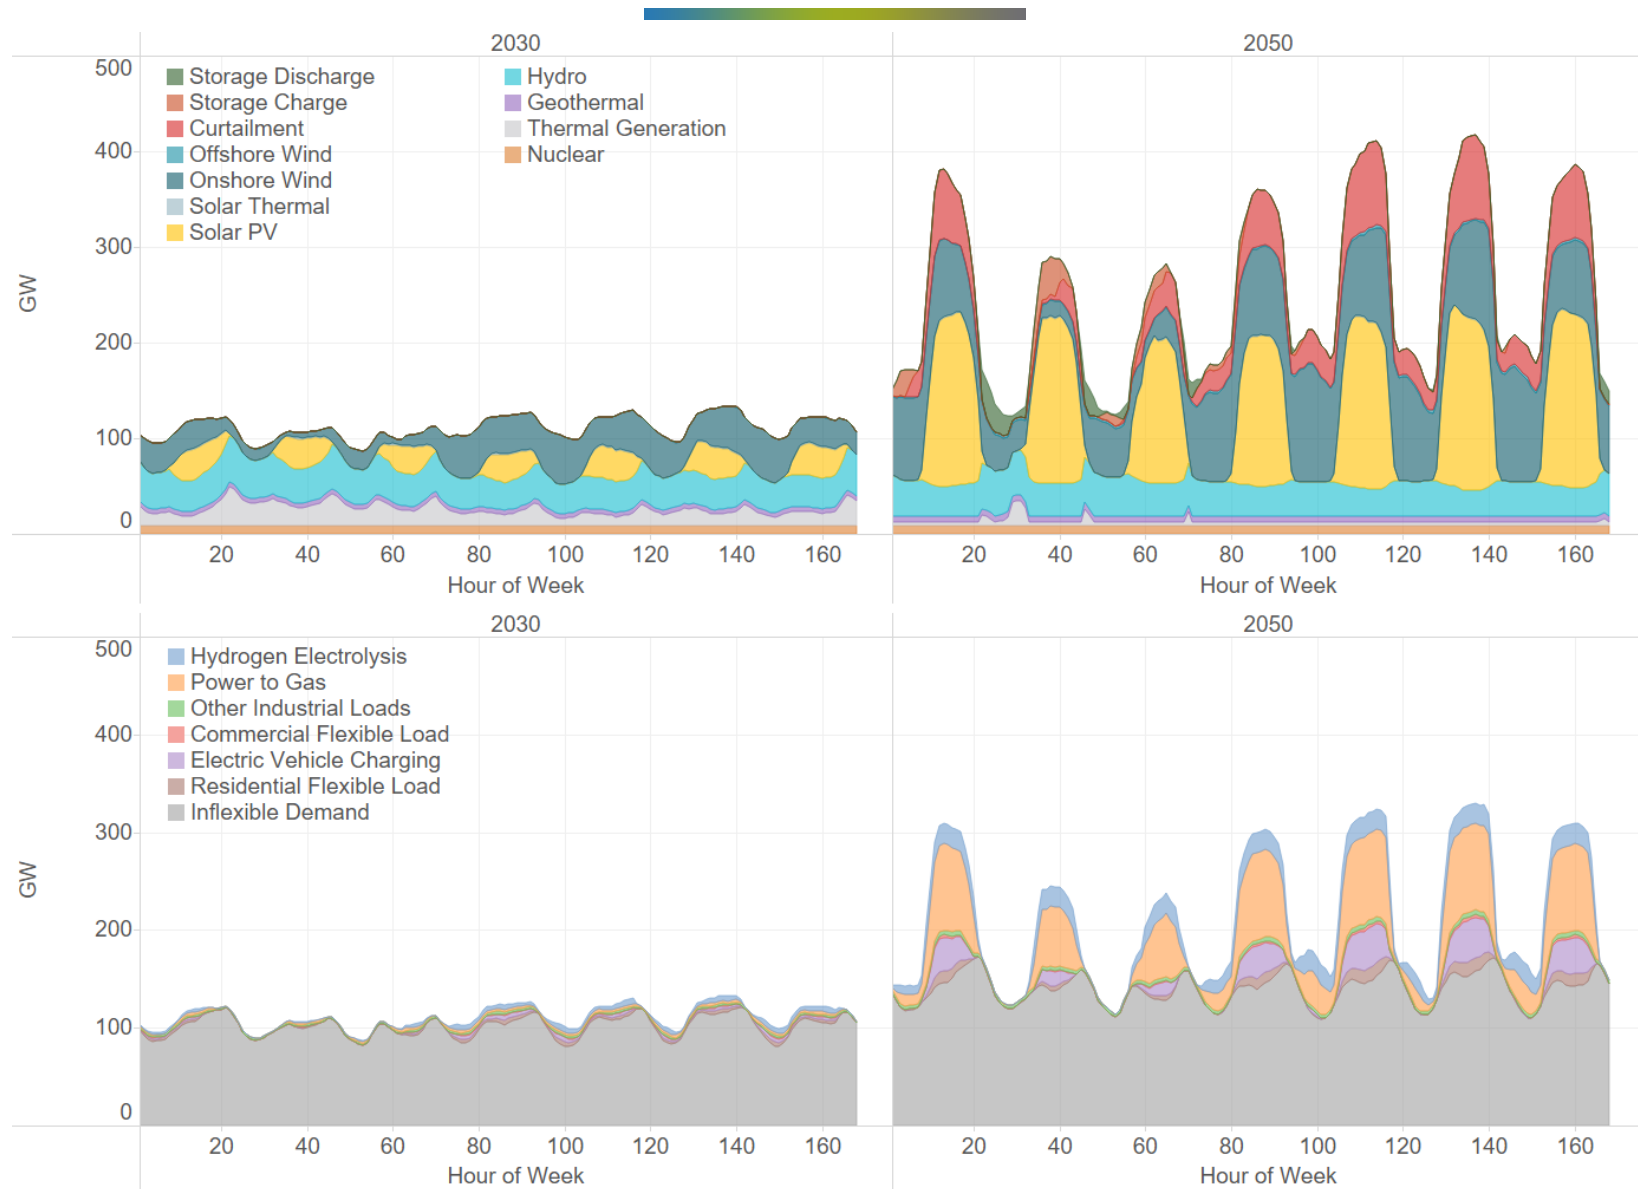 2030 2050
500
400
300
200
100
0
GW
Storage Discharge Hydro
Storage Charge Geothermal
Curtailment Thermal Generation
Offshore Wind Nuclear
Onshore Wind
Solar Thermal
Solar PV
20 40 60 80 100 120 140 160 20 40 60 80 100 120 140 160
Hour of Week Hour of Week
2030 2050
500
400
300
200
100
0
GW
Hydrogen Electrolysis
Power to Gas
Other Industrial Loads
Commercial Flexible Load
Electric Vehicle Charging
Residential Flexible Load
Inflexible Demand
20 40 60 80 100 120 140 160 20 40 60 80 100 120 140 160
Hour of Week Hour of Week